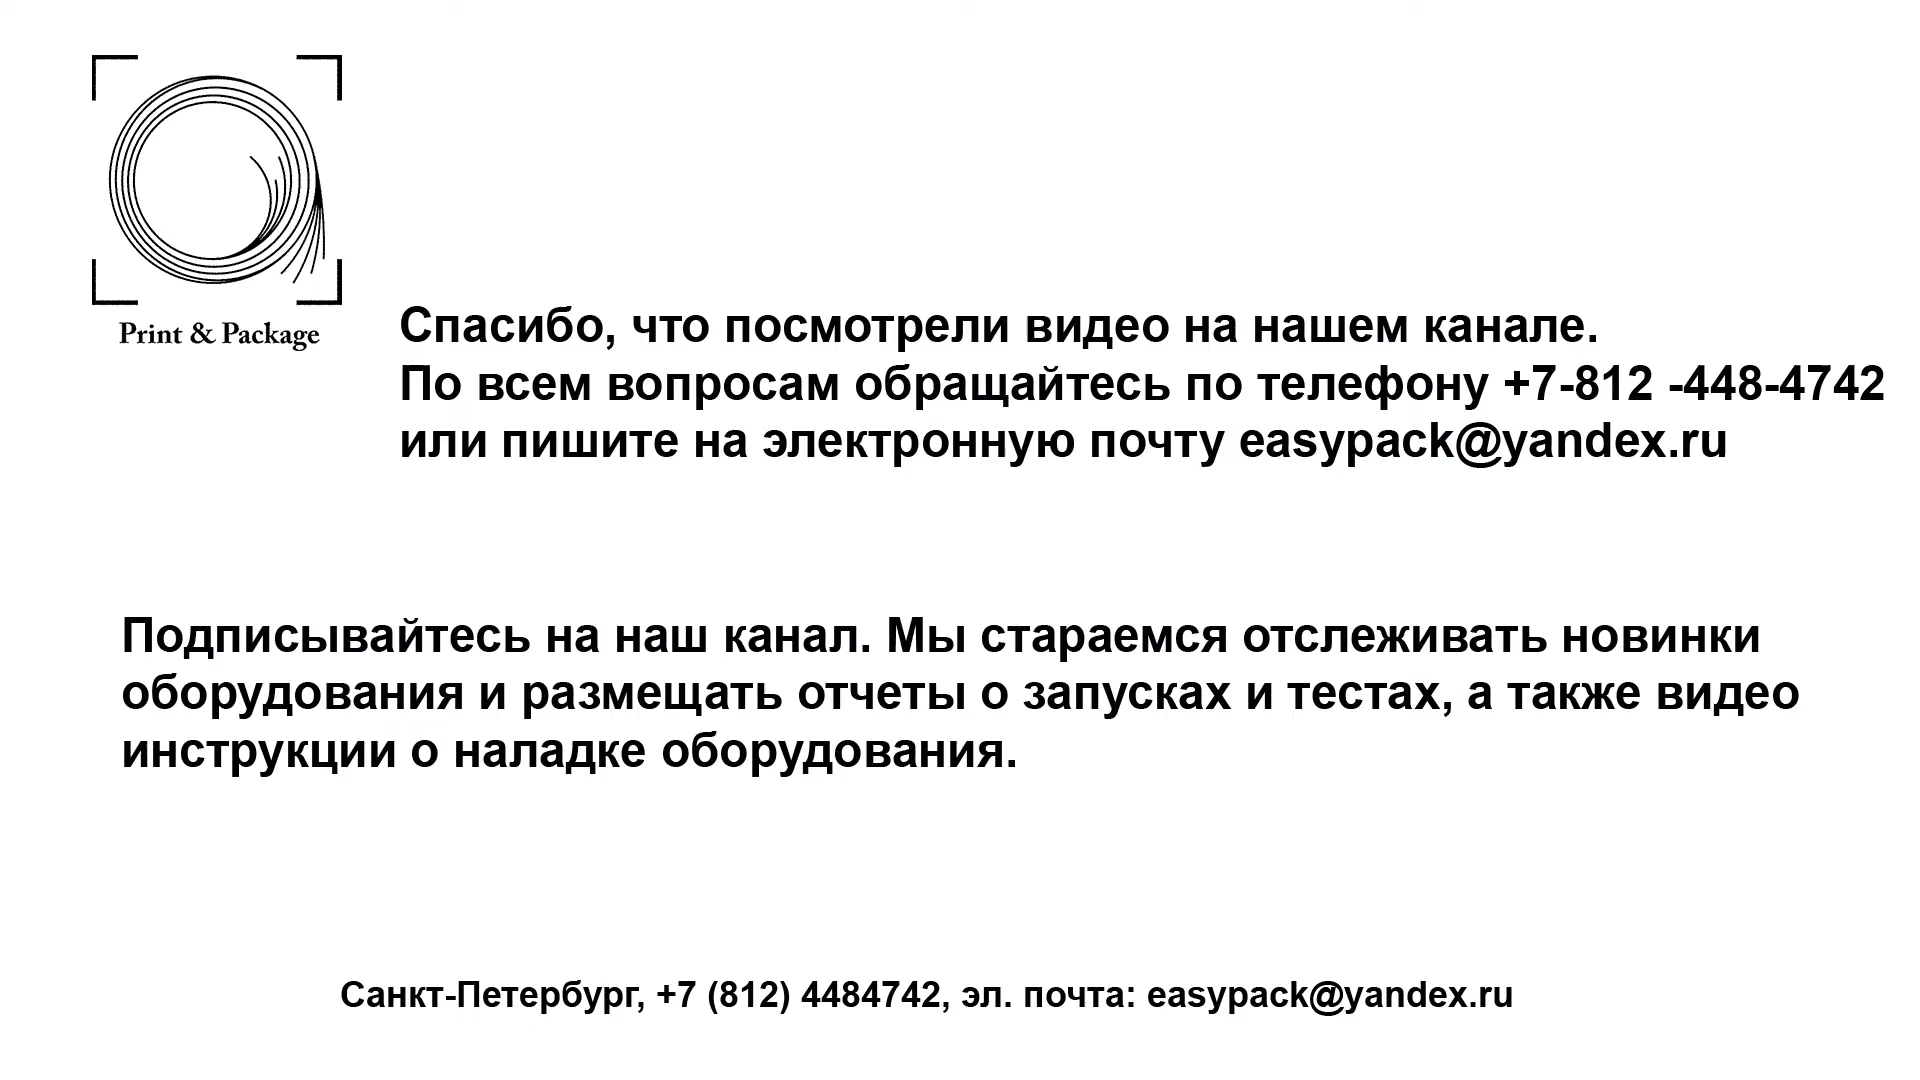 Print & Package
Спасибо, что посмотрели видео на нашем канале.
По всем вопросам обращайтесь по телефону +7-812 -448-4742
или пишите на электронную почту easypack@yandex.ru
Подписывайтесь на наш канал. Мы стараемся отслеживать новинки
оборудования и размещать отчеты о запусках и тестах, а также видео
инструкции о наладке оборудования.
Санкт-Петербург, +7 (812) 4484742, эл. почта: easypack@yandex.ru